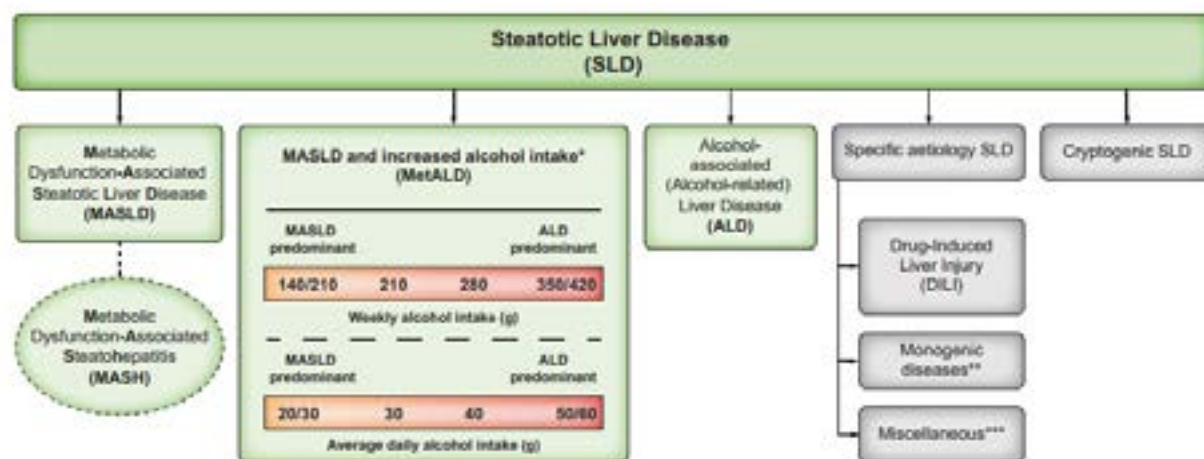 Steatotic Liver Disease
(SLD)
Metabolic
Dysfunction-Associated
Steatotic Liver Disease
(MASLD)
Metabolic
Dysfunction-Associated
Steatohepatitis
(MASH)
MASLD and increased alcohol intake*
(MetALD)
MASLD
predominant
ALD
predominant
140/210 210 280 350/420
Weekly alcohol intake (g)
MASLD
predominant
ALD
predominant
20/30 30 40 50/60
Average daily alcohol intake (g)
Alcohol-
associated
(Alcohol-related)
Liver Disease
(ALD)
Specific aetiology SLD
Drug-Induced
Liver Injury
(DILI)
Monogenic
diseases**
Miscellaneous***
Cryptogenic SLD